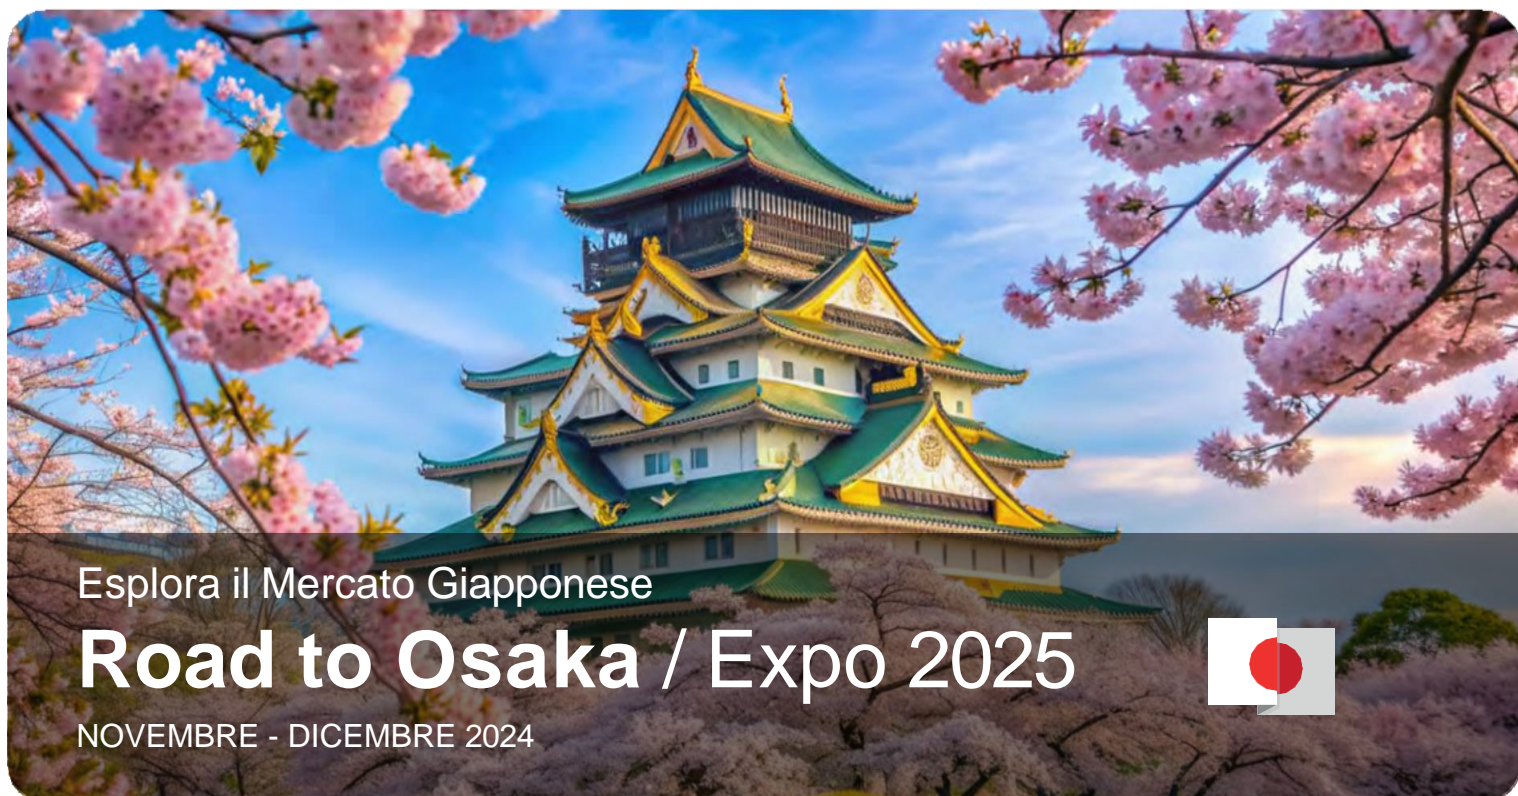 Esplora il Mercato Giapponese
Road to Osaka / Expo 2025
NOVEMBRE - DICEMBRE 2024